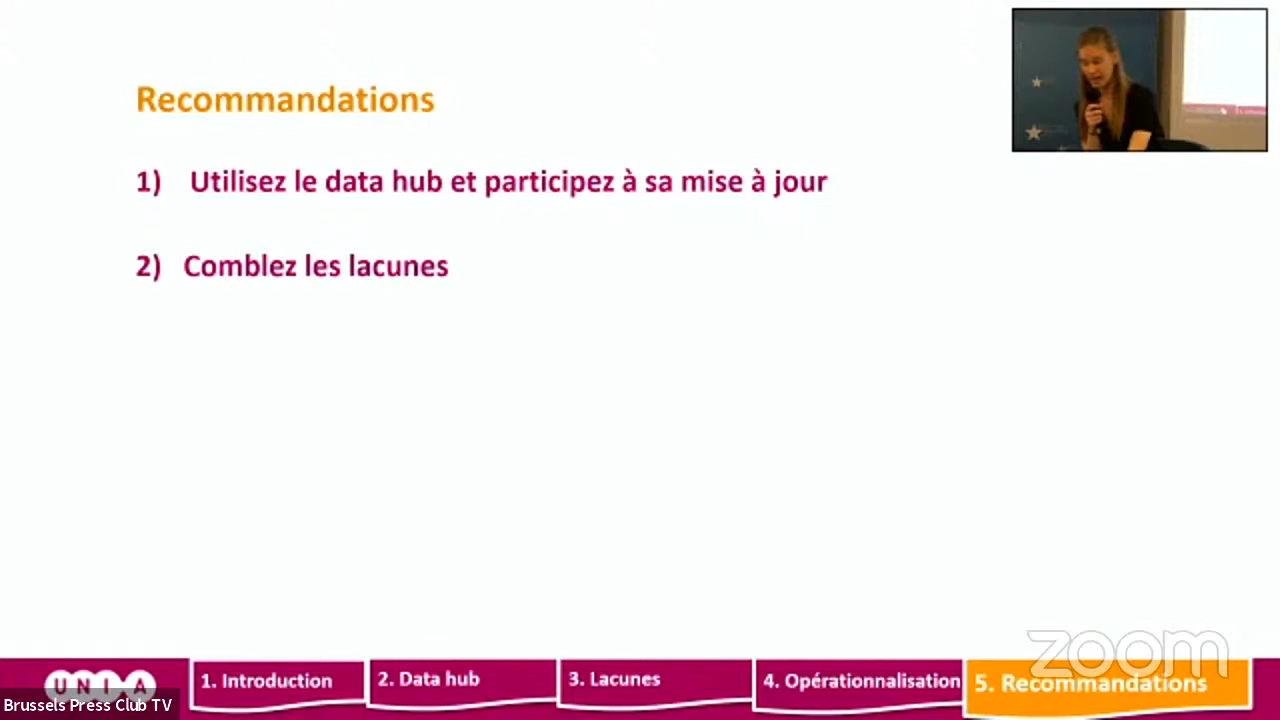 Recommandations
1) Utilisez le data hub et participez à sa mise à jour
2) Comblez les lacunes
zoom
UNIA
1. Introduction
2. Data hub
3. Lacunes
4. Opérationnalisation
5. Recommandations
Brussels Press Club TV